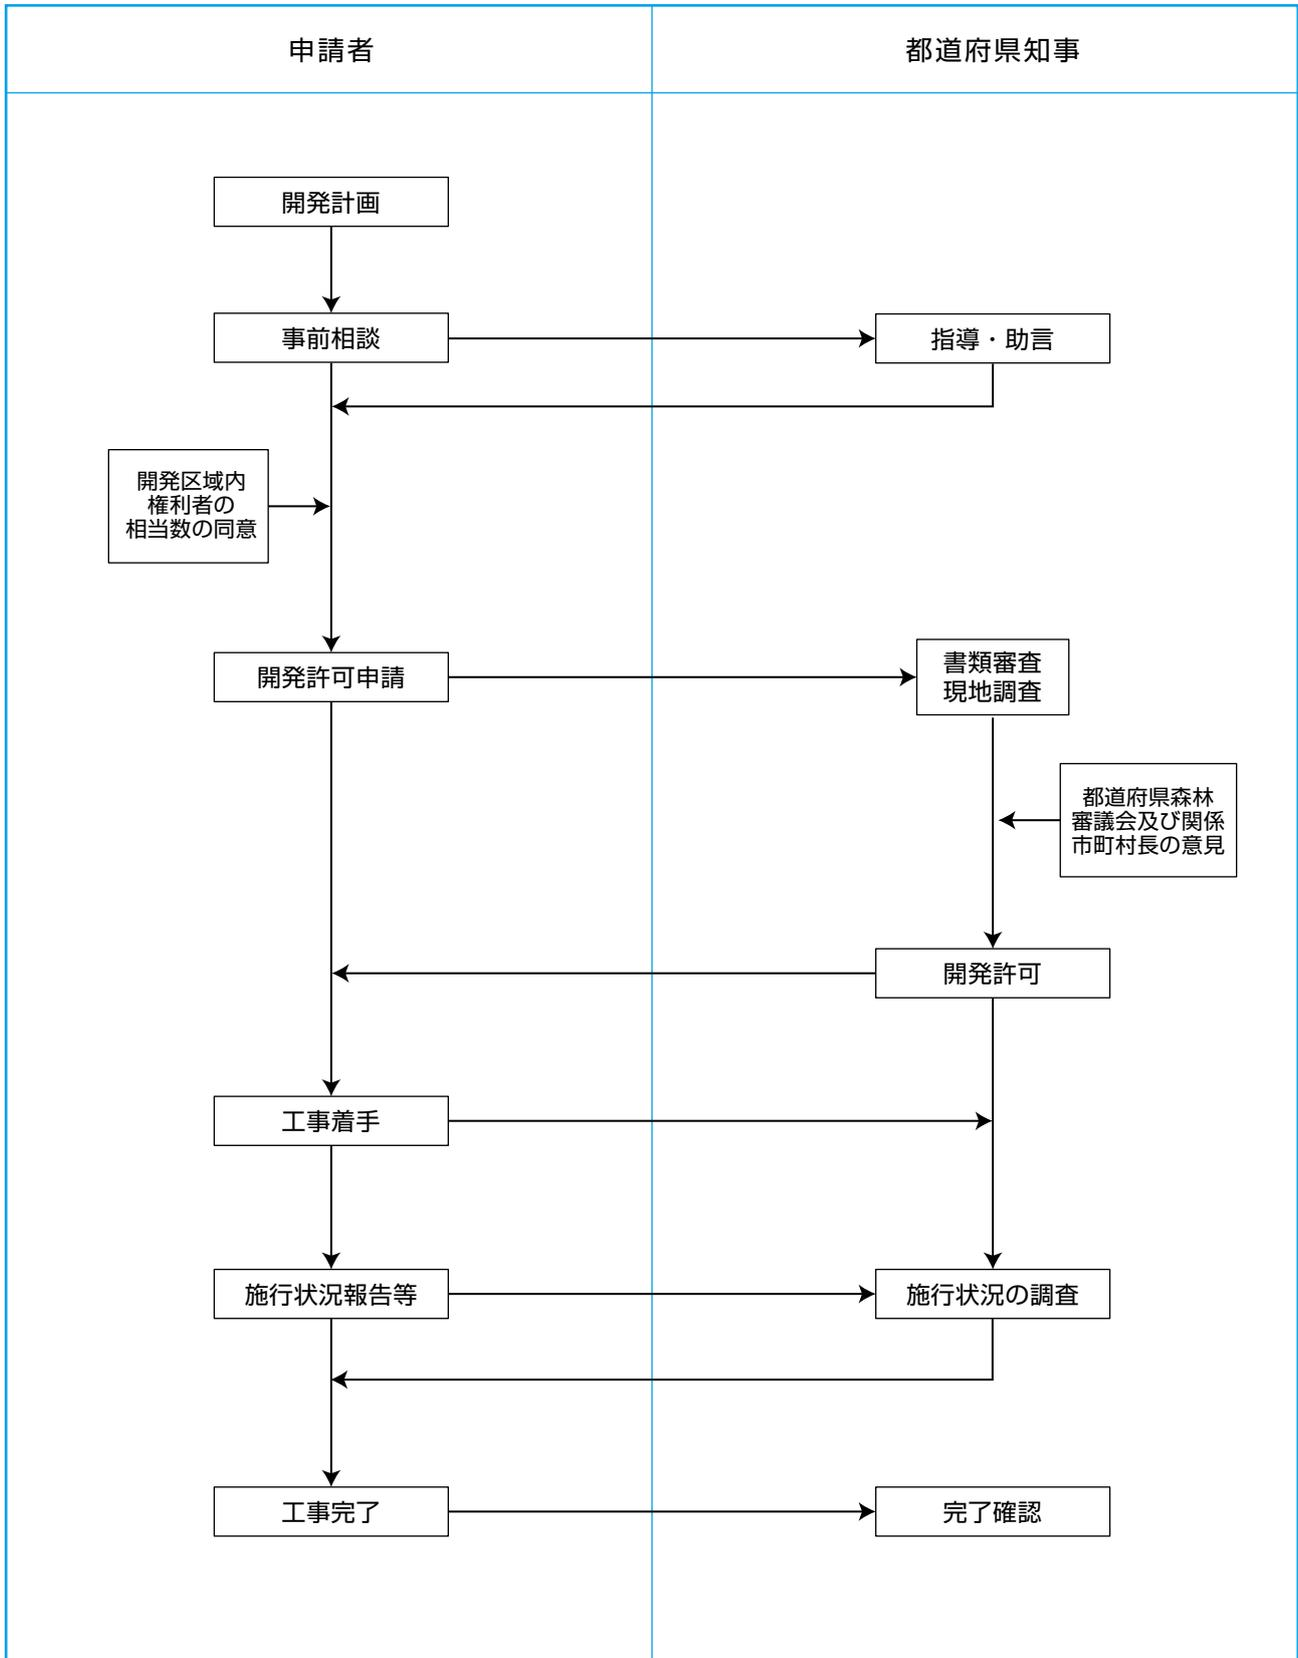 申請者
都道府県知事
開発計画
事前相談
指導・助言
開発区域内
権利者の
相当数の同意
開発許可申請
書類審査
現地調査
都道府県森林
審議会及び関係
市町村長の意見
開発許可
工事着手
施行状況報告等
施行状況の調査
工事完了
完了確認